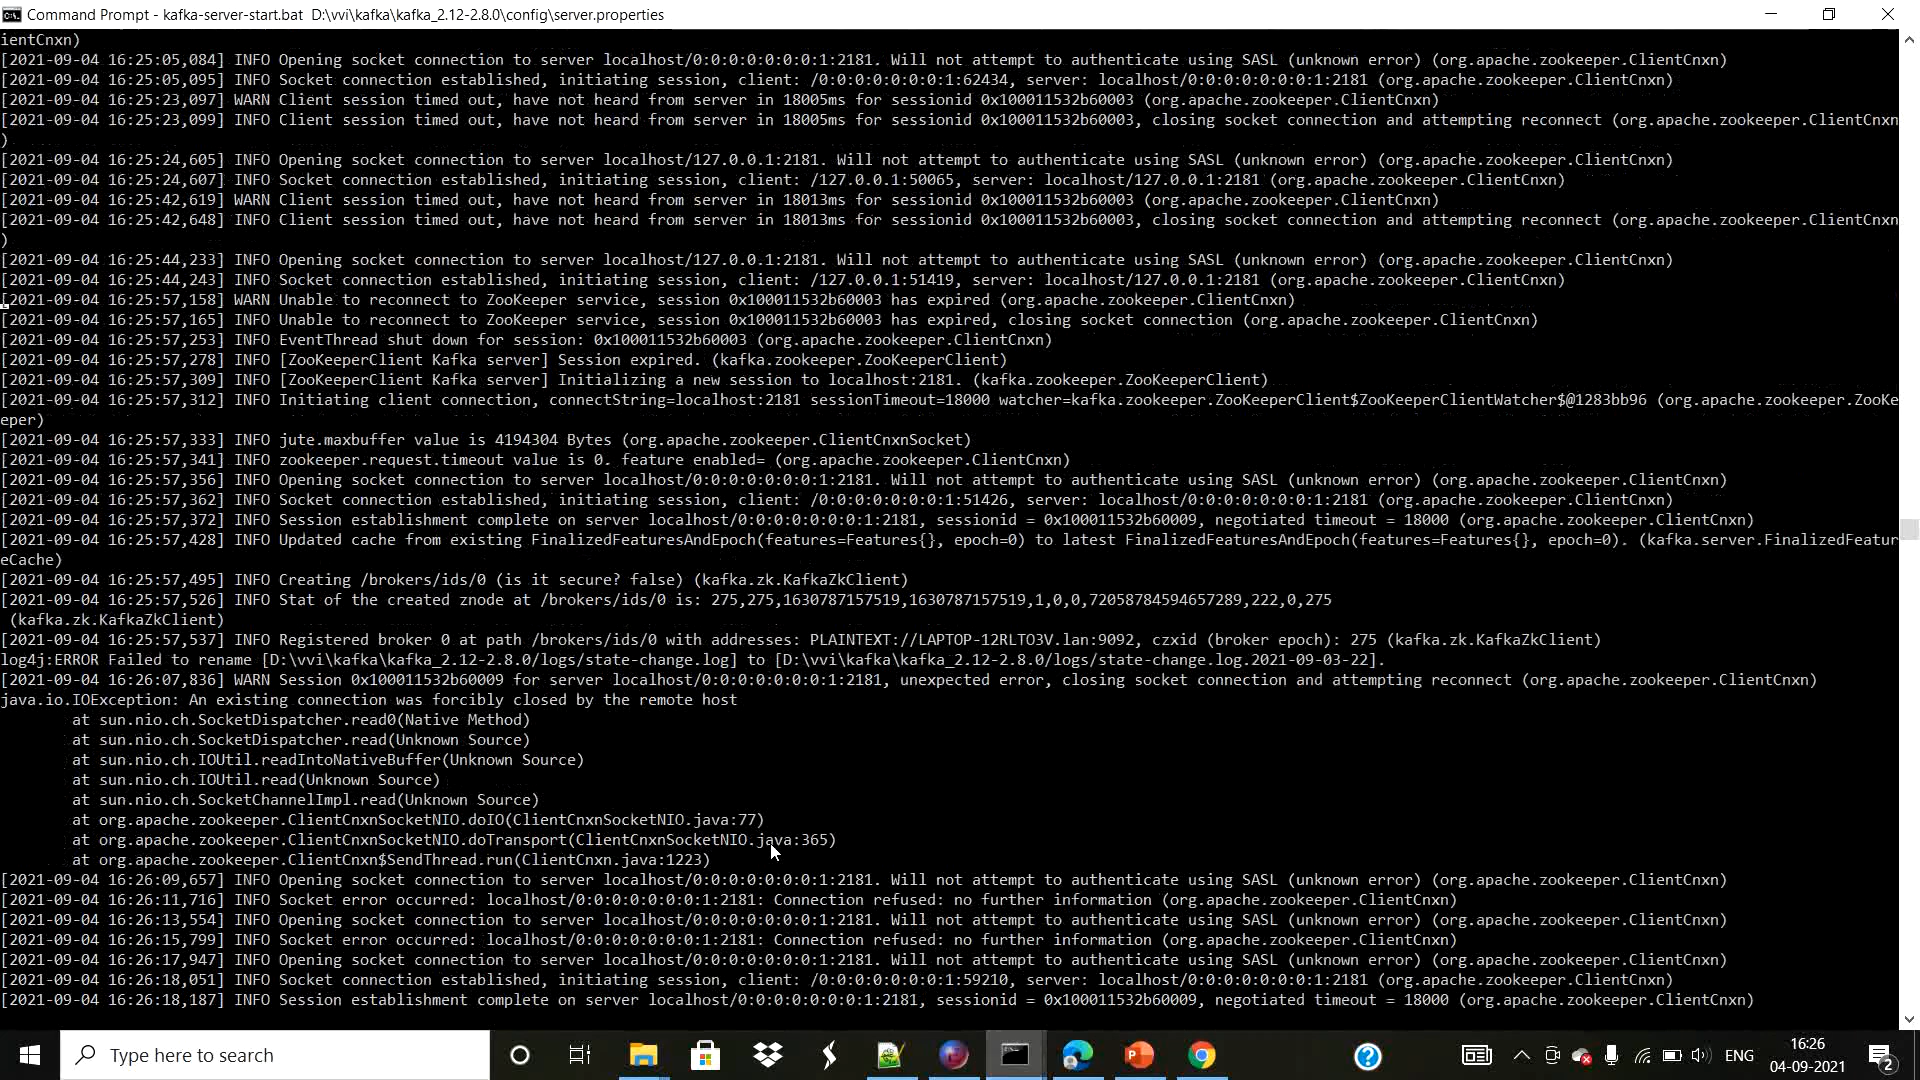 Command Prompt - kafka-server-start.bat  D:\vvi\kafka\kafka_2.12-2.8.0\config\server.properties
ientCnxn)
[2021-09-04 16:25:05,084] INFO Opening socket connection to server localhost/0:0:0:0:0:0:0:1:2181. Will not attempt to authenticate using SASL (unknown error) (org.apache.zookeeper.ClientCnxn)
[2021-09-04 16:25:05,095] INFO Socket connection established, initiating session, client: /0:0:0:0:0:0:0:1:62434, server: localhost/0:0:0:0:0:0:0:1:2181 (org.apache.zookeeper.ClientCnxn)
[2021-09-04 16:25:23,097] WARN Client session timed out, have not heard from server in 18005ms for sessionid 0x100011532b60003 (org.apache.zookeeper.ClientCnxn)
[2021-09-04 16:25:23,099] INFO Client session timed out, have not heard from server in 18005ms for sessionid 0x100011532b60003, closing socket connection and attempting reconnect (org.apache.zookeeper.ClientCnxn
)
[2021-09-04 16:25:24,605] INFO Opening socket connection to server localhost/127.0.0.1:2181. Will not attempt to authenticate using SASL (unknown error) (org.apache.zookeeper.ClientCnxn)
[2021-09-04 16:25:24,607] INFO Socket connection established, initiating session, client: /127.0.0.1:50065, server: localhost/127.0.0.1:2181 (org.apache.zookeeper.ClientCnxn)
[2021-09-04 16:25:42,619] WARN Client session timed out, have not heard from server in 18013ms for sessionid 0x100011532b60003 (org.apache.zookeeper.ClientCnxn)
[2021-09-04 16:25:42,648] INFO Client session timed out, have not heard from server in 18013ms for sessionid 0x100011532b60003, closing socket connection and attempting reconnect (org.apache.zookeeper.ClientCnxn
)
[2021-09-04 16:25:44,233] INFO Opening socket connection to server localhost/127.0.0.1:2181. Will not attempt to authenticate using SASL (unknown error) (org.apache.zookeeper.ClientCnxn)
[2021-09-04 16:25:44,243] INFO Socket connection established, initiating session, client: /127.0.0.1:51419, server: localhost/127.0.0.1:2181 (org.apache.zookeeper.ClientCnxn)
[2021-09-04 16:25:57,158] WARN Unable to reconnect to ZooKeeper service, session 0x100011532b60003 has expired (org.apache.zookeeper.ClientCnxn)
[2021-09-04 16:25:57,165] INFO Unable to reconnect to ZooKeeper service, session 0x100011532b60003 has expired, closing socket connection (org.apache.zookeeper.ClientCnxn)
[2021-09-04 16:25:57,253] INFO EventThread shut down for session: 0x100011532b60003 (org.apache.zookeeper.ClientCnxn)
[2021-09-04 16:25:57,278] INFO [ZooKeeperClient Kafka server] Session expired. (kafka.zookeeper.ZooKeeperClient)
[2021-09-04 16:25:57,309] INFO [ZooKeeperClient Kafka server] Initializing a new session to localhost:2181. (kafka.zookeeper.ZooKeeperClient)
[2021-09-04 16:25:57,312] INFO Initiating client connection, connectString=localhost:2181 sessionTimeout=18000 watcher=kafka.zookeeper.ZooKeeperClient$ZooKeeperClientWatcher$@1283bb96 (org.apache.zookeeper.ZooKe
eper)
[2021-09-04 16:25:57,333] INFO jute.maxbuffer value is 4194304 Bytes (org.apache.zookeeper.ClientCnxnSocket)
[2021-09-04 16:25:57,341] INFO zookeeper.request.timeout value is 0. feature enabled= (org.apache.zookeeper.ClientCnxn)
[2021-09-04 16:25:57,356] INFO Opening socket connection to server localhost/0:0:0:0:0:0:0:1:2181. Will not attempt to authenticate using SASL (unknown error) (org.apache.zookeeper.ClientCnxn)
[2021-09-04 16:25:57,362] INFO Socket connection established, initiating session, client: /0:0:0:0:0:0:0:1:51426, server: localhost/0:0:0:0:0:0:0:1:2181 (org.apache.zookeeper.ClientCnxn)
[2021-09-04 16:25:57,372] INFO Session establishment complete on server localhost/0:0:0:0:0:0:0:1:2181, sessionid = 0x100011532b60009, negotiated timeout = 18000 (org.apache.zookeeper.ClientCnxn)
[2021-09-04 16:25:57,428] INFO Updated cache from existing FinalizedFeaturesAndEpoch(features=Features{}, epoch=0) to latest FinalizedFeaturesAndEpoch(features=Features{}, epoch=0). (kafka.server.FinalizedFeatur
eCache)
[2021-09-04 16:25:57,495] INFO Creating /brokers/ids/0 (is it secure? false) (kafka.zk.KafkaZkClient)
[2021-09-04 16:25:57,526] INFO Stat of the created znode at /brokers/ids/0 is: 275,275,1630787157519,1630787157519,1,0,0,72058784594657289,222,0,275
 (kafka.zk.KafkaZkClient)
[2021-09-04 16:25:57,537] INFO Registered broker 0 at path /brokers/ids/0 with addresses: PLAINTEXT://LAPTOP-12RLTO3V.lan:9092, czxid (broker epoch): 275 (kafka.zk.KafkaZkClient)
log4j:ERROR Failed to rename [D:\vvi\kafka\kafka_2.12-2.8.0/logs/state-change.log] to [D:\vvi\kafka\kafka_2.12-2.8.0/logs/state-change.log.2021-09-03-22].
[2021-09-04 16:26:07,836] WARN Session 0x100011532b60009 for server localhost/0:0:0:0:0:0:0:1:2181, unexpected error, closing socket connection and attempting reconnect (org.apache.zookeeper.ClientCnxn)
java.io.IOException: An existing connection was forcibly closed by the remote host
        at sun.nio.ch.SocketDispatcher.read0(Native Method)
        at sun.nio.ch.SocketDispatcher.read(Unknown Source)
        at sun.nio.ch.IOUtil.readIntoNativeBuffer(Unknown Source)
        at sun.nio.ch.IOUtil.read(Unknown Source)
        at sun.nio.ch.SocketChannelImpl.read(Unknown Source)
        at org.apache.zookeeper.ClientCnxnSocketNIO.doIO(ClientCnxnSocketNIO.java:77)
        at org.apache.zookeeper.ClientCnxnSocketNIO.doTransport(ClientCnxnSocketNIO.java:365)
        at org.apache.zookeeper.ClientCnxn$SendThread.run(ClientCnxn.java:1223)
[2021-09-04 16:26:09,657] INFO Opening socket connection to server localhost/0:0:0:0:0:0:0:1:2181. Will not attempt to authenticate using SASL (unknown error) (org.apache.zookeeper.ClientCnxn)
[2021-09-04 16:26:11,716] INFO Socket error occurred: localhost/0:0:0:0:0:0:0:1:2181: Connection refused: no further information (org.apache.zookeeper.ClientCnxn)
[2021-09-04 16:26:13,554] INFO Opening socket connection to server localhost/0:0:0:0:0:0:0:1:2181. Will not attempt to authenticate using SASL (unknown error) (org.apache.zookeeper.ClientCnxn)
[2021-09-04 16:26:15,799] INFO Socket error occurred: localhost/0:0:0:0:0:0:0:1:2181: Connection refused: no further information (org.apache.zookeeper.ClientCnxn)
[2021-09-04 16:26:17,947] INFO Opening socket connection to server localhost/0:0:0:0:0:0:0:1:2181. Will not attempt to authenticate using SASL (unknown error) (org.apache.zookeeper.ClientCnxn)
[2021-09-04 16:26:18,051] INFO Socket connection established, initiating session, client: /0:0:0:0:0:0:0:1:59210, server: localhost/0:0:0:0:0:0:0:1:2181 (org.apache.zookeeper.ClientCnxn)
[2021-09-04 16:26:18,187] INFO Session establishment complete on server localhost/0:0:0:0:0:0:0:1:2181, sessionid = 0x100011532b60009, negotiated timeout = 18000 (org.apache.zookeeper.ClientCnxn)
Type here to search
ENG
16:26
04-09-2021
2